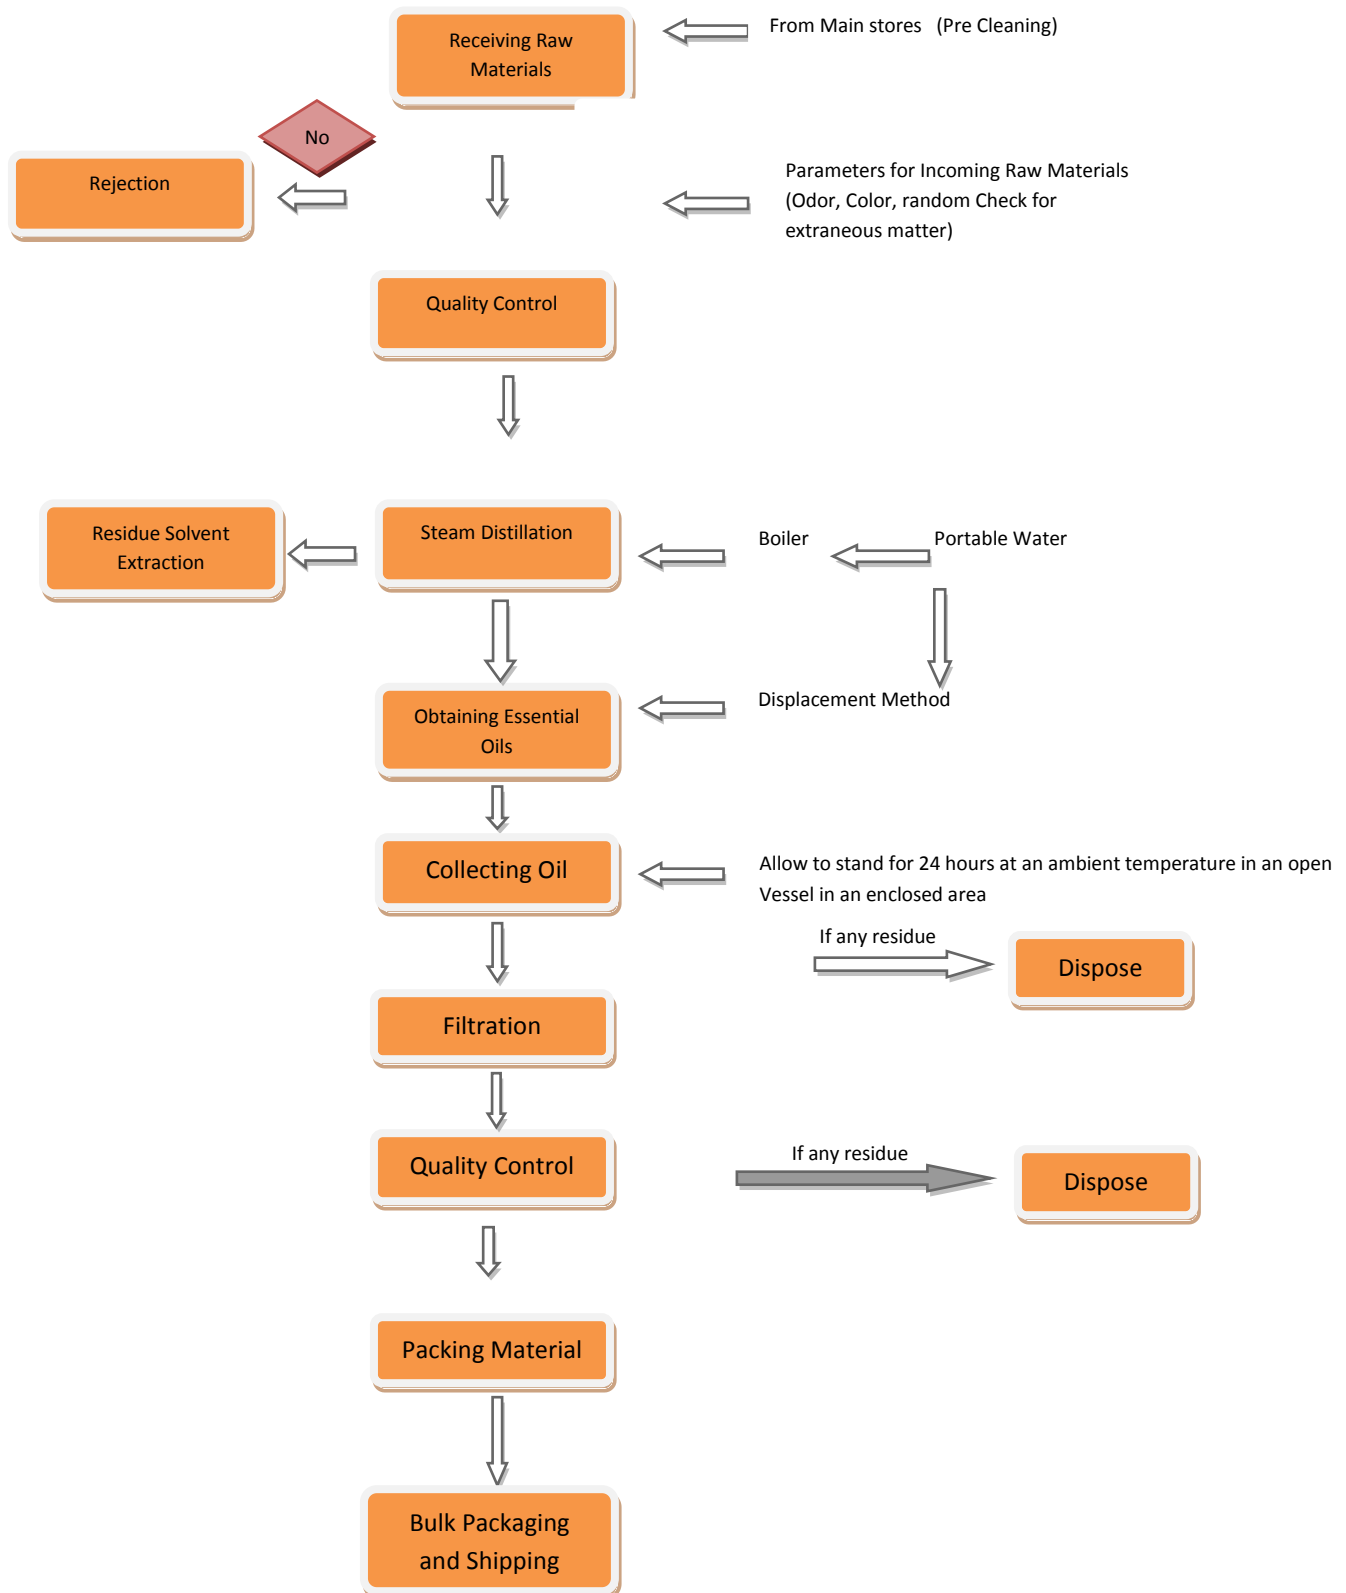 From Main stores   (Pre Cleaning)
Receiving Raw
Materials
No
Rejection
Parameters for Incoming Raw Materials
(Odor, Color, random Check for
extraneous matter)
Quality Control
Residue Solvent
Extraction
Steam Distillation
Boiler
Portable Water
Obtaining Essential
Oils
Displacement Method
Collecting Oil
Allow to stand for 24 hours at an ambient temperature in an open
Vessel in an enclosed area
If any residue
Dispose
Filtration
Quality Control
If any residue
Dispose
Packing Material
Bulk Packaging
and Shipping